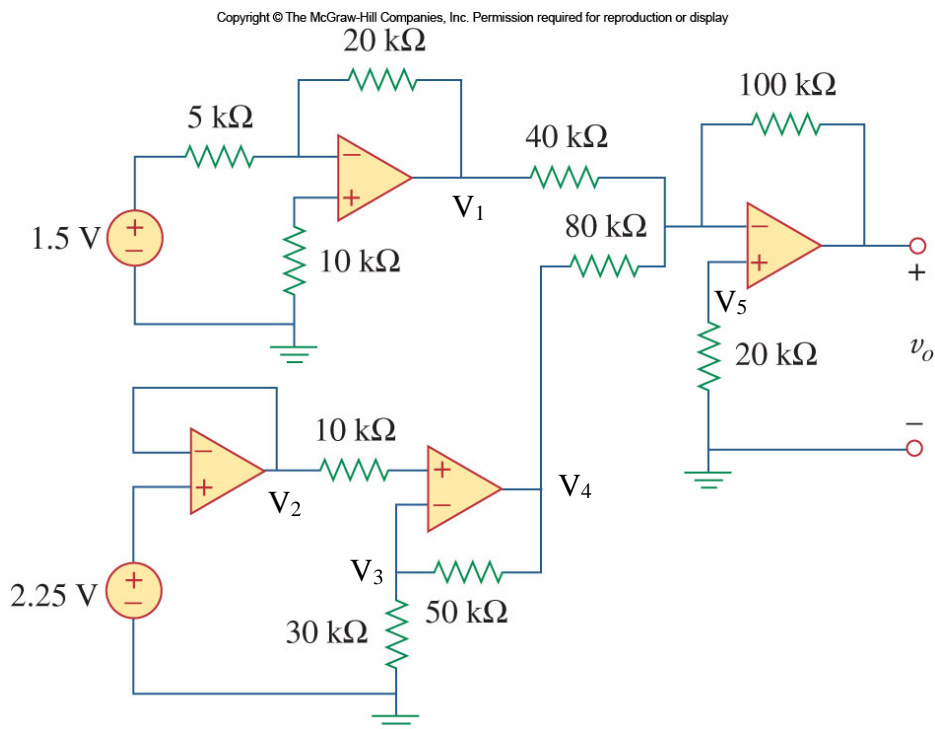 Copyright © The McGraw-Hill Companies, Inc. Permission required for reproduction or display
20 kΩ
100 kΩ
5 kΩ
40 kΩ
−
+
V1
80 kΩ
1.5 V
+
−
10 kΩ
−
+
+
V5
20 kΩ
vo
−
10 kΩ
−
+
V2
+
−
V4
V3
2.25 V
+
−
50 kΩ
30 kΩ